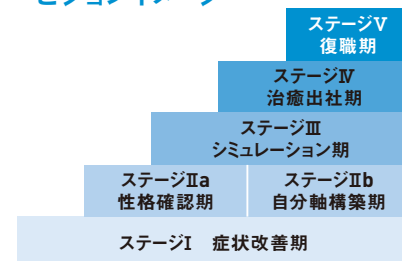 ステージⅤ
復職期
ステージⅣ
治癒出社期
ステージⅢ
シミュレーション期
ステージⅡa
性格確認期
ステージⅡb
自分軸構築期
ステージⅠ 症状改善期